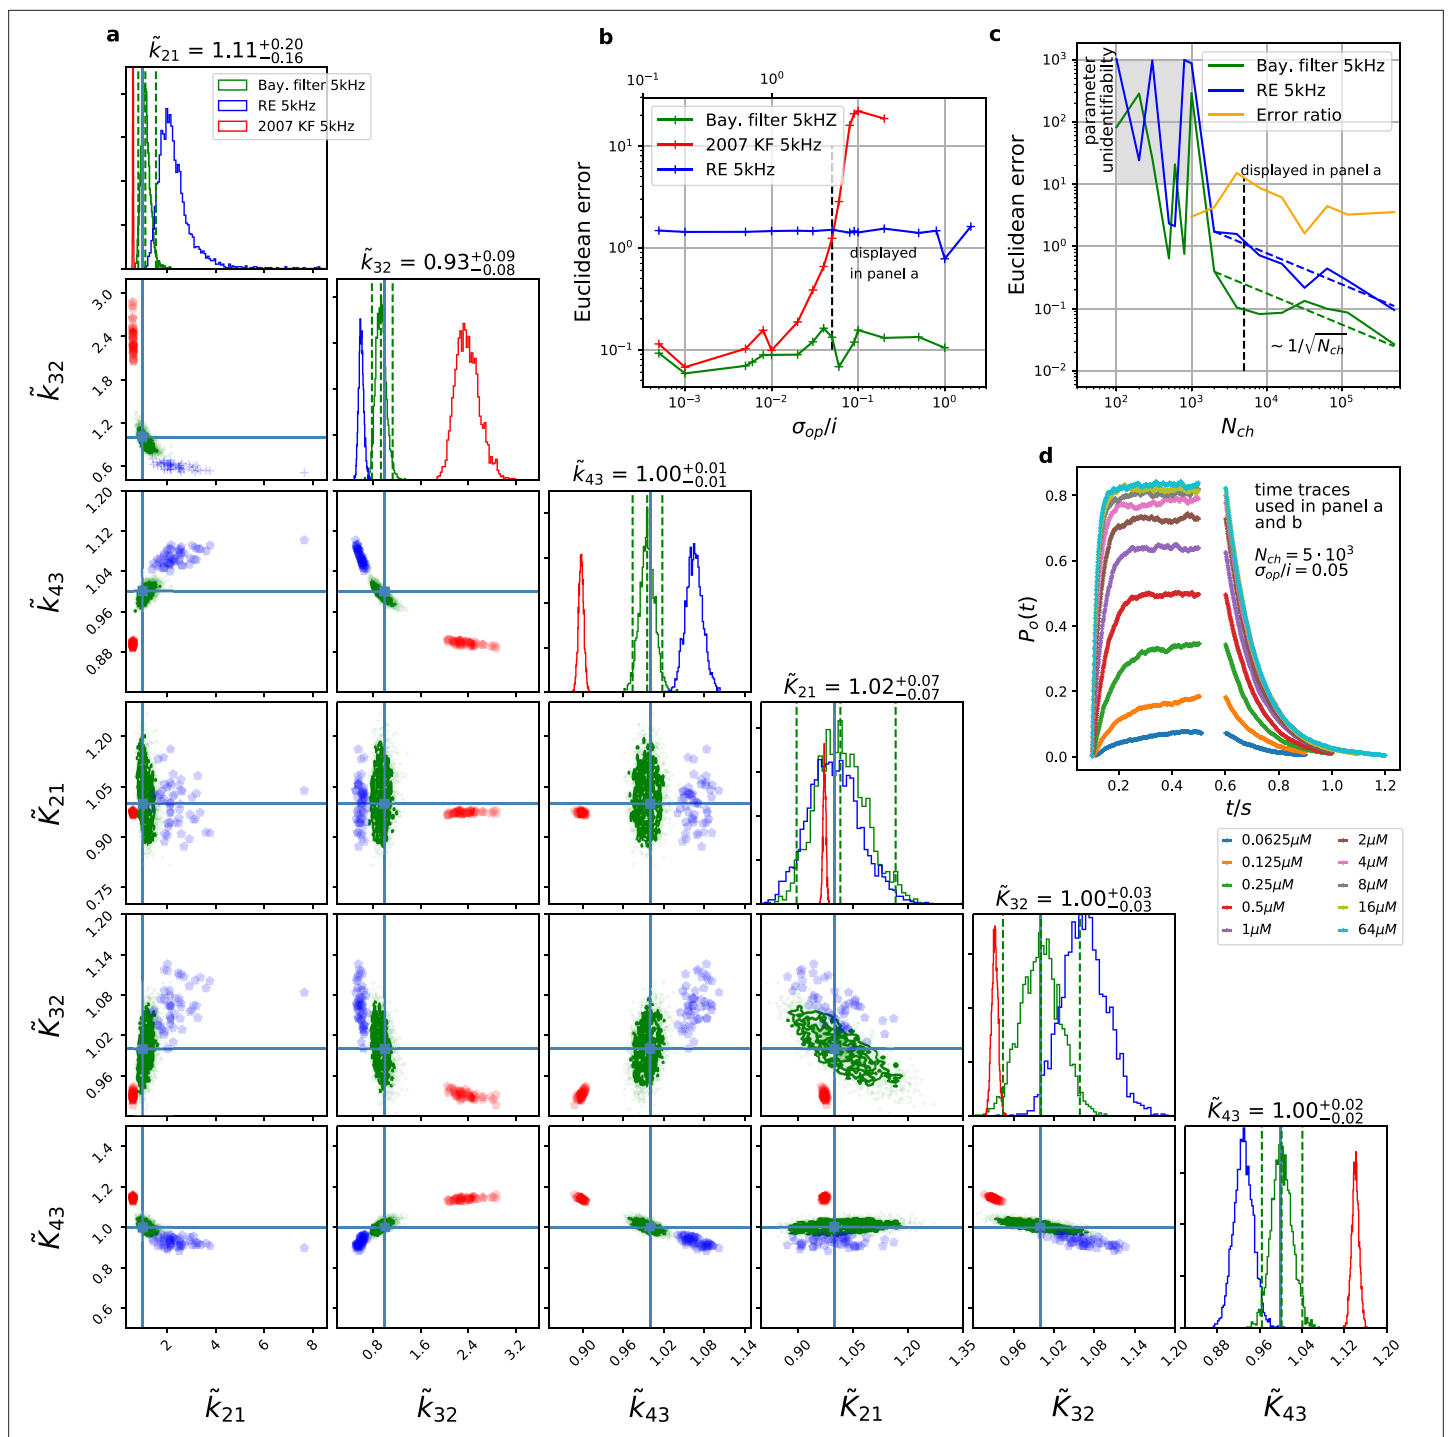 a
k̃₂₁ = 1.11 +0.20 −0.16
Bay. filter 5kHz
RE 5kHz
2007 KF 5kHz
k̃₃₂ = 0.93 +0.09 −0.08
k̃₄₃ = 1.00 +0.01 −0.01
K̃₂₁ = 1.02 +0.07 −0.07
K̃₃₂ = 1.00 +0.03 −0.03
K̃₄₃ = 1.00 +0.02 −0.02
k̃₃₂
3.0
2.4
1.8
1.2
0.6
k̃₄₃
1.20
1.12
1.04
0.96
0.88
K̃₂₁
1.20
1.05
0.90
0.75
K̃₃₂
1.20
1.14
1.08
1.02
0.96
K̃₄₃
1.4
1.2
1.0
0.8
0.6
2 4 6 8
0.8 1.6 2.4 3.2
0.90 0.96 1.02 1.08 1.14
0.90 1.05 1.20 1.35
0.96 1.02 1.08 1.14 1.20
0.88 0.96 1.04 1.12 1.20
k̃₂₁ k̃₃₂ k̃₄₃ K̃₂₁ K̃₃₂ K̃₄₃
b
10⁻¹ 10⁰
Bay. filter 5kHZ
2007 KF 5kHz
RE 5kHz
displayed
in panel a
Euclidean error
10¹
10⁰
10⁻¹
10⁻³ 10⁻² 10⁻¹ 10⁰
σ_op/i
c
Bay. filter 5kHz
RE 5kHz
Error ratio
parameter
unidentifiabilty
displayed in panel a
~ 1/√N_ch
Euclidean error
10³
10²
10¹
10⁰
10⁻¹
10⁻²
10² 10³ 10⁴ 10⁵
N_ch
d
time traces
used in panel a
and b
N_ch = 5 · 10³
σ_op/i = 0.05
P_o(t)
0.8
0.6
0.4
0.2
0.0
0.2 0.4 0.6 0.8 1.0 1.2
t/s
0.0625μM 2μM
0.125μM 4μM
0.25μM 8μM
0.5μM 16μM
1μM 64μM